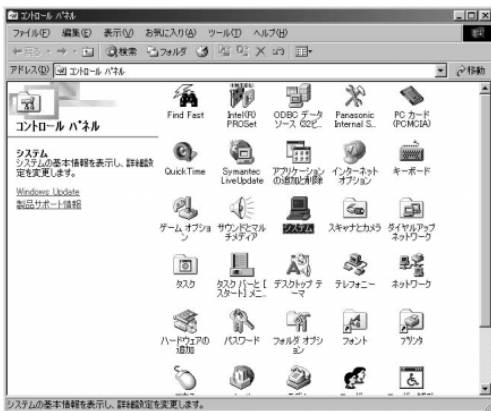 コントロール パネル
ファイル(F) 編集(E) 表示(V) お気に入り(A) ツール(T) ヘルプ(H)
戻る 検索 フォルダ
アドレス(D) コントロール パネル 移動
コントロール パネル
システム
システムの基本情報を表示し、詳細設
定を変更します。
Windows Update
製品サポート情報
Find Fast
Intel(R)
PROSet
ODBC データ
ソース (32ビ...
Panasonic
Internal S...
PC カード
(PCMCIA)
QuickTime
Symantec
LiveUpdate
アプリケーション
の追加と削除
インターネット
オプション
キーボード
ゲーム オプショ
ン
サウンドとマル
チメディア
システム
スキャナとカメラ
ダイヤルアップ
ネットワーク
タスク
タスク バーと [
スタート] メニ...
デスクトップ テ
ーマ
テレフォニー
ネットワーク
ハードウェアの
追加
パスワード
フォルダ オプシ
ョン
フォント
プリンタ
システムの基本情報を表示し、詳細設定を変更します。